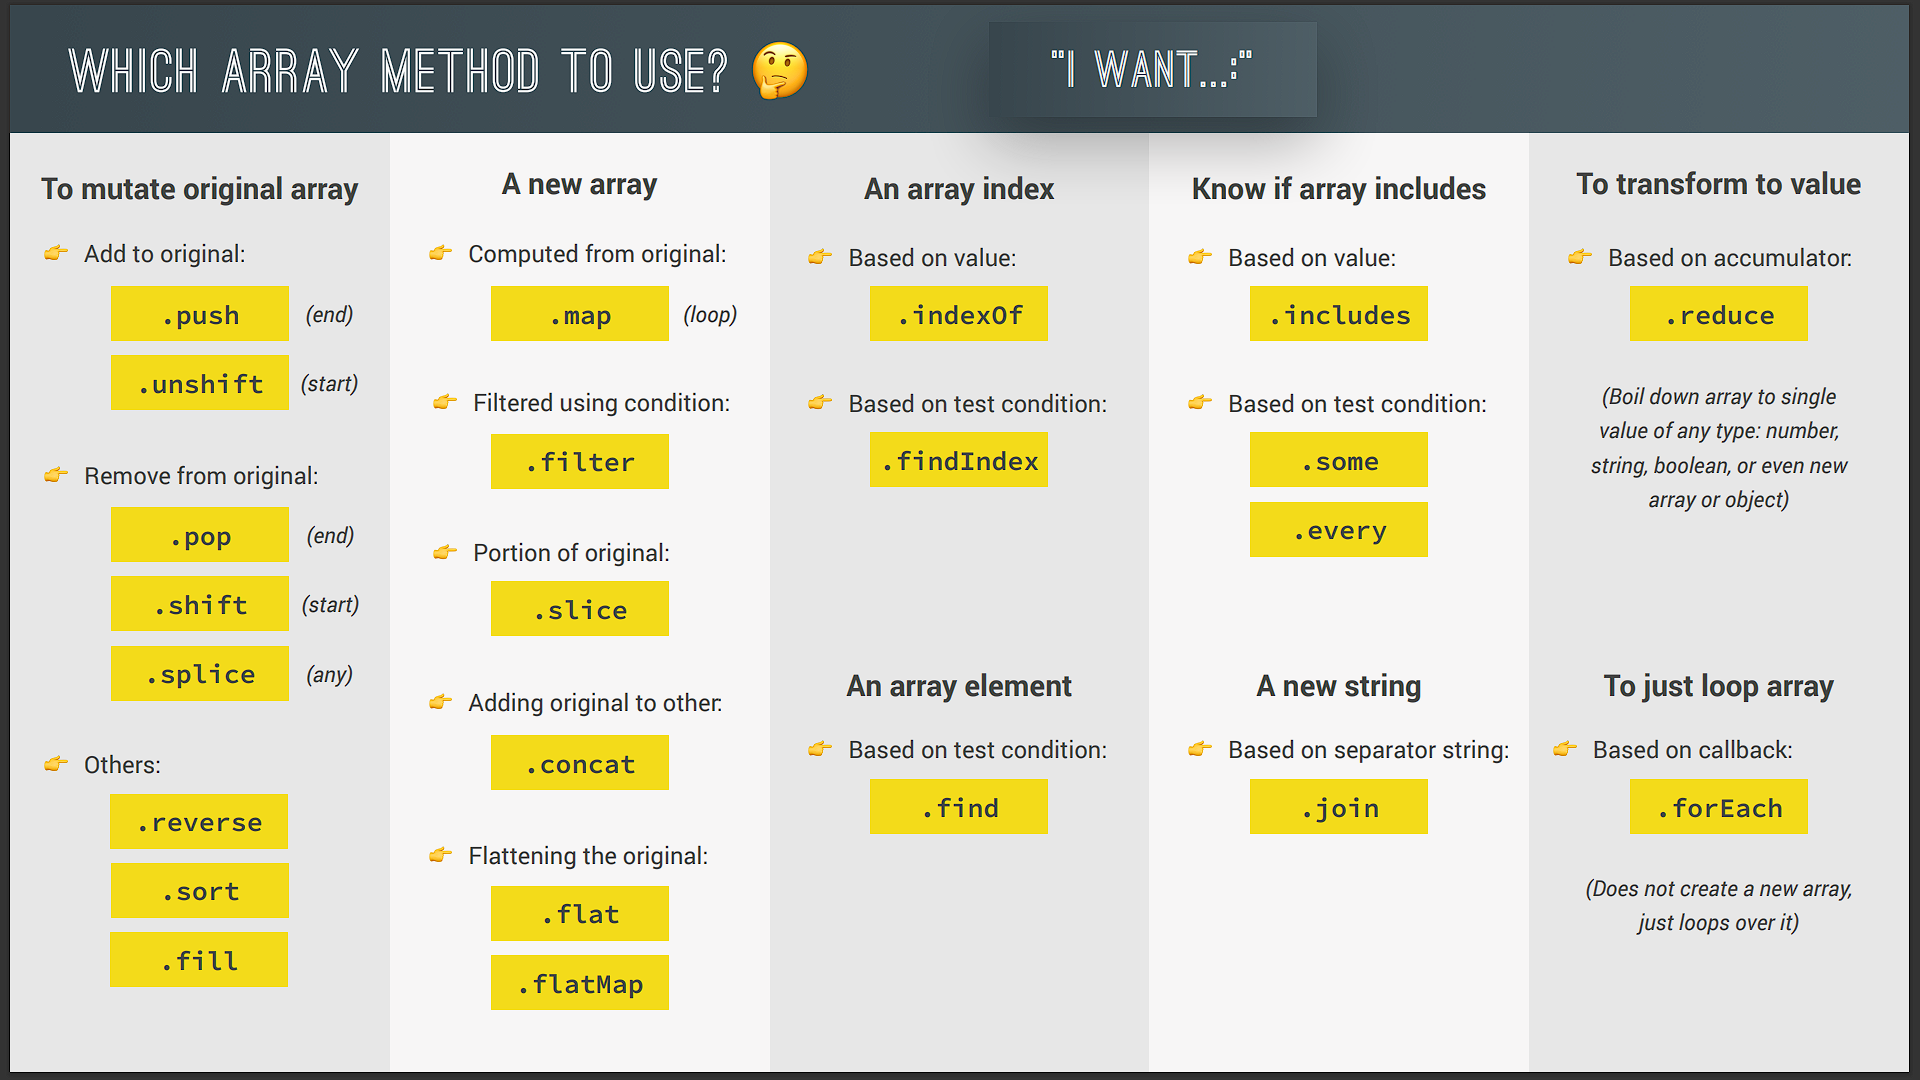 WHICH ARRAY METHOD TO USE? 🤔
"I WANT...:"
To mutate original array
👉 Add to original:
.push (end)
.unshift (start)
👉 Remove from original:
.pop (end)
.shift (start)
.splice (any)
👉 Others:
.reverse
.sort
.fill
A new array
👉 Computed from original:
.map (loop)
👉 Filtered using condition:
.filter
👉 Portion of original:
.slice
👉 Adding original to other:
.concat
👉 Flattening the original:
.flat
.flatMap
An array index
👉 Based on value:
.indexOf
👉 Based on test condition:
.findIndex
An array element
👉 Based on test condition:
.find
Know if array includes
👉 Based on value:
.includes
👉 Based on test condition:
.some
.every
A new string
👉 Based on separator string:
.join
To transform to value
👉 Based on accumulator:
.reduce
(Boil down array to single
value of any type: number,
string, boolean, or even new
array or object)
To just loop array
👉 Based on callback:
.forEach
(Does not create a new array,
just loops over it)